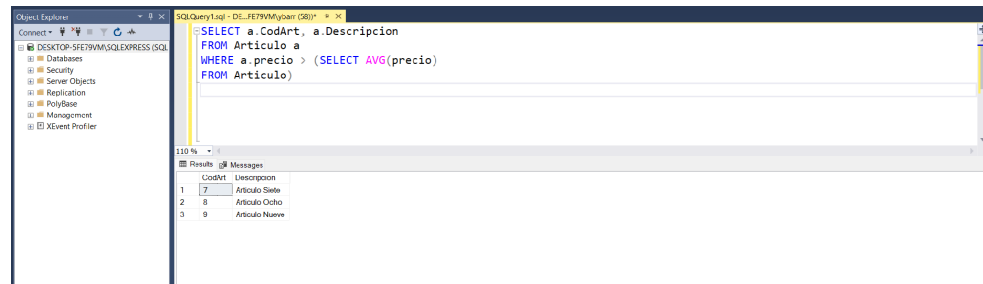 Object Explorer
Connect
DESKTOP-5FE79VM\SQLEXPRESS (SQL
Databases
Security
Server Objects
Replication
PolyBase
Management
XEvent Profiler
SQLQuery1.sql - DE...FE79VM\ybarr (58))*
SELECT a.CodArt, a.Descripcion
FROM Articulo a
WHERE a.precio > (SELECT AVG(precio)
FROM Articulo)
110 %
Results Messages
CodArt Descripcion
1 7 Articulo Siete
2 8 Articulo Ocho
3 9 Articulo Nueve